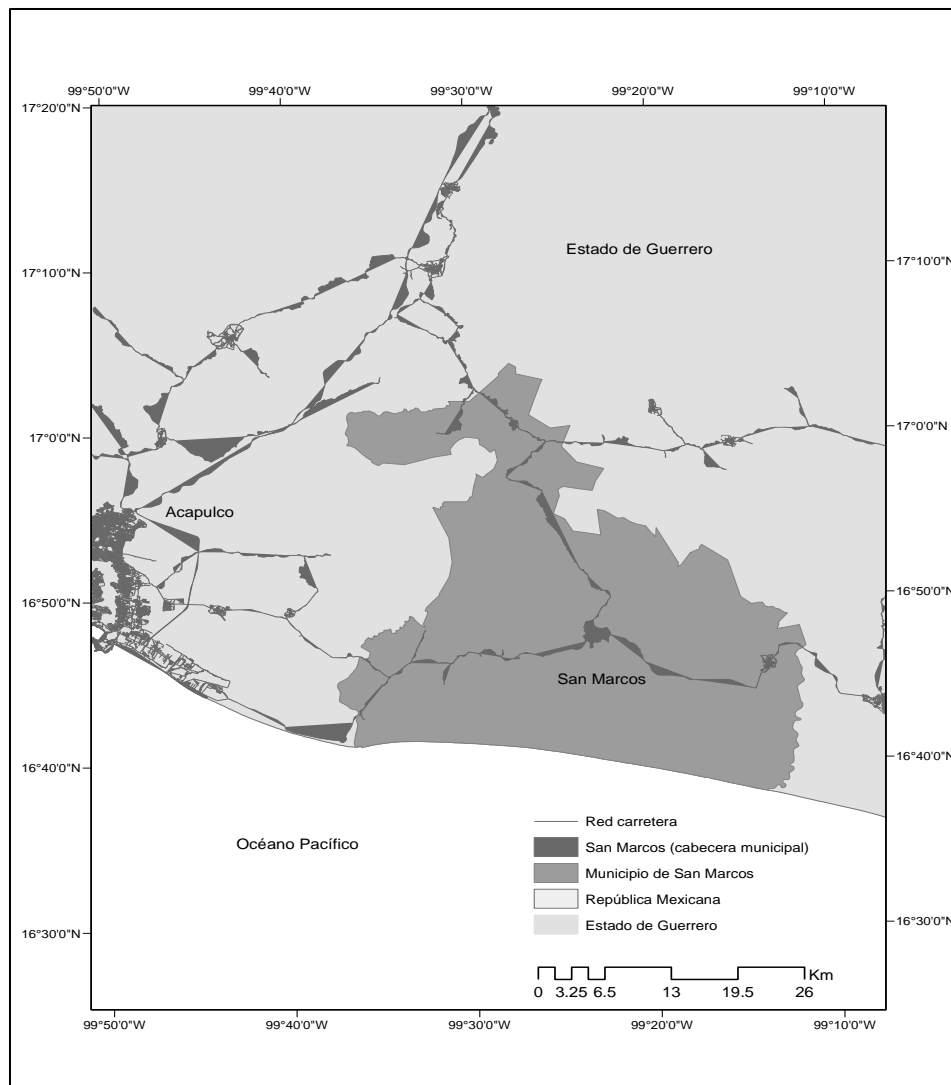 99°50'0"W 99°40'0"W 99°30'0"W 99°20'0"W 99°10'0"W
17°20'0"N
Estado de Guerrero
17°10'0"N 17°10'0"N
17°0'0"N 17°0'0"N
Acapulco
16°50'0"N 16°50'0"N
San Marcos
16°40'0"N 16°40'0"N
Océano Pacífico
Red carretera
San Marcos (cabecera municipal)
Municipio de San Marcos
República Mexicana
Estado de Guerrero
16°30'0"N 16°30'0"N
Km
0 3.25 6.5 13 19.5 26
99°50'0"W 99°40'0"W 99°30'0"W 99°20'0"W 99°10'0"W